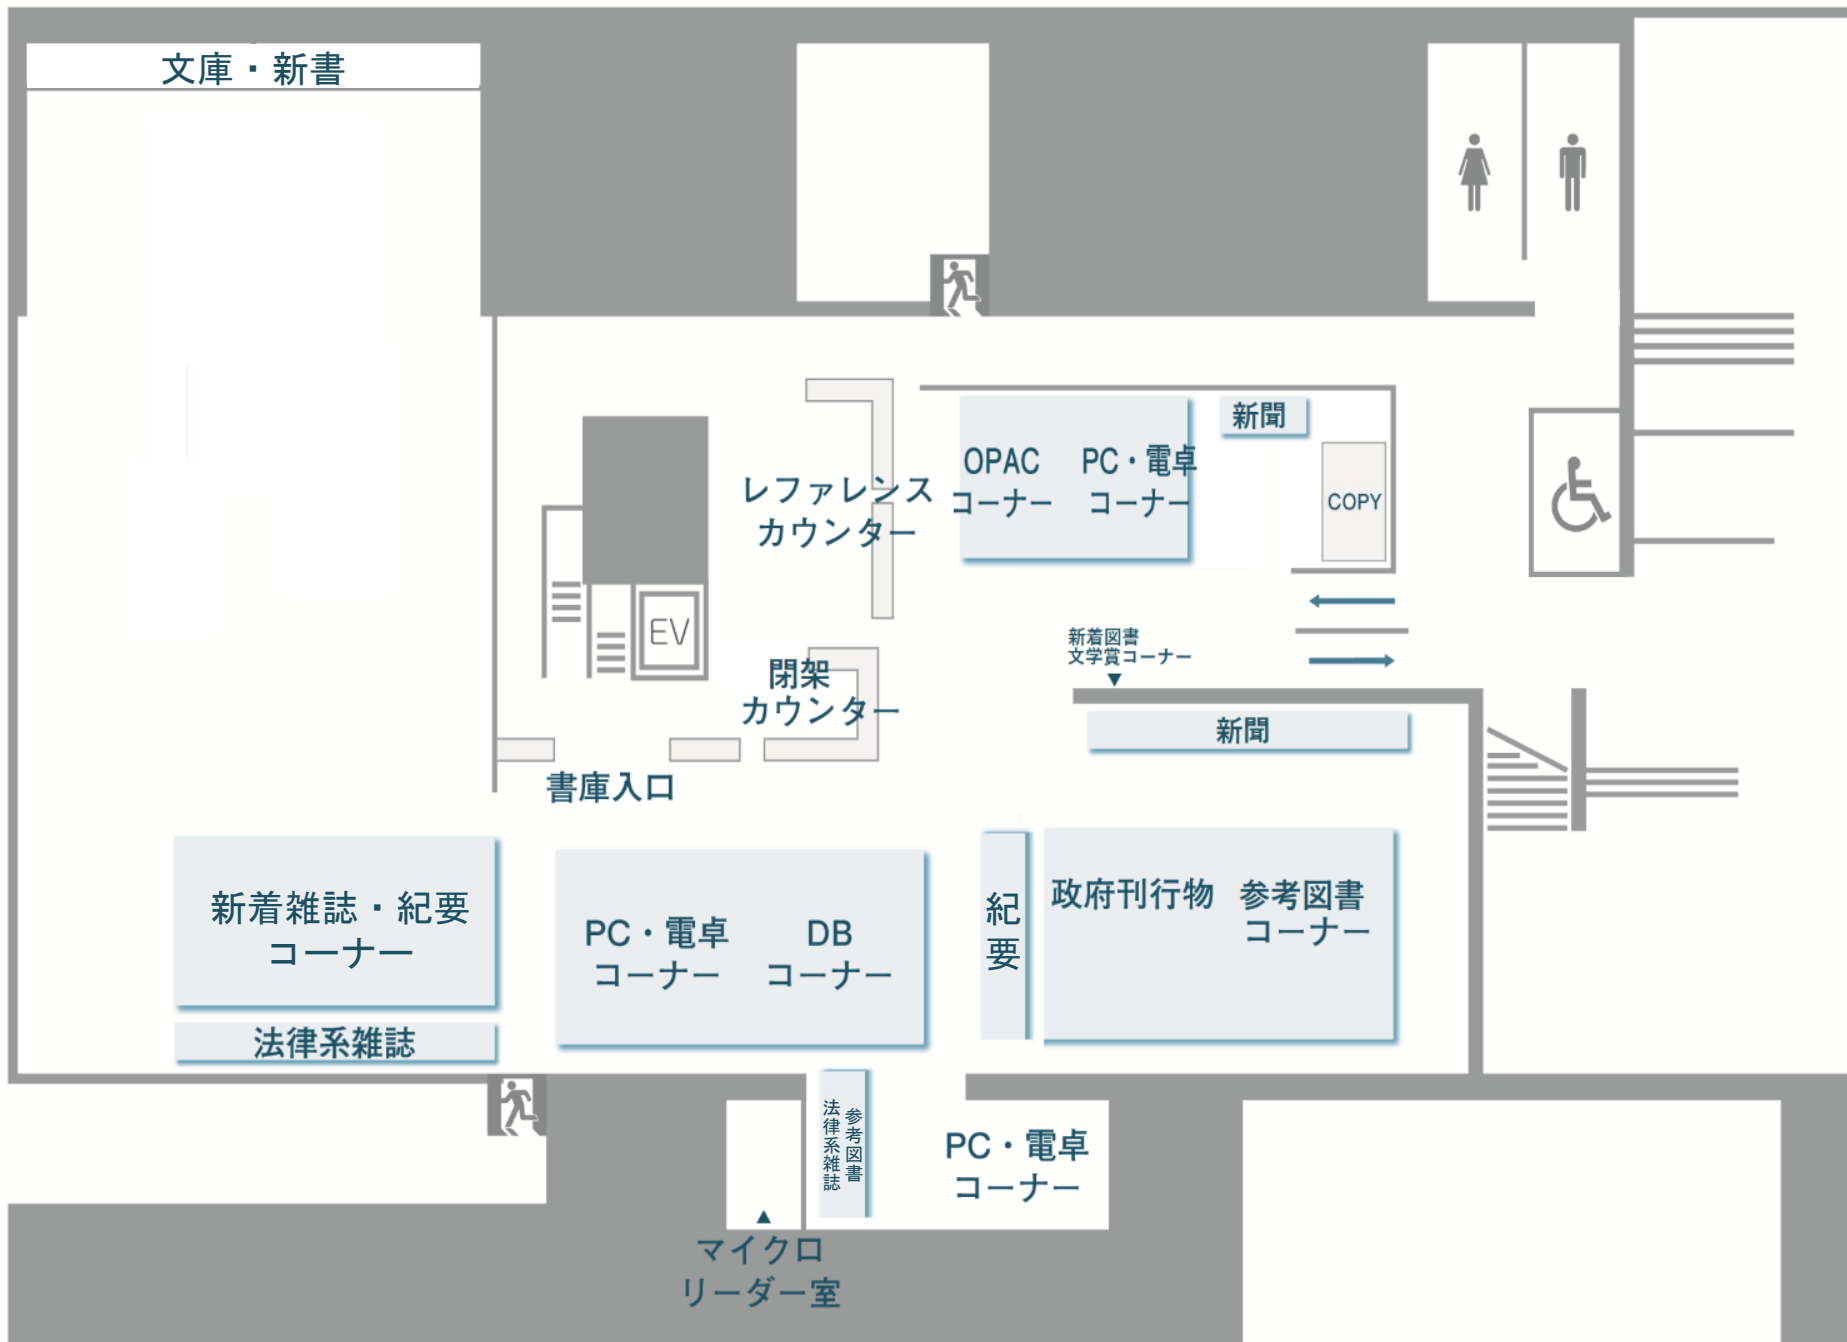 文庫・新書
新聞
OPAC
コーナー
PC・電卓
コーナー
COPY
レファレンス
カウンター
EV
新着図書
文学賞コーナー
閉架
カウンター
新聞
書庫入口
新着雑誌・紀要
コーナー
法律系雑誌
PC・電卓
コーナー
DB
コーナー
紀要
政府刊行物
参考図書
コーナー
参考図書
法律系雑誌
PC・電卓
コーナー
マイクロ
リーダー室